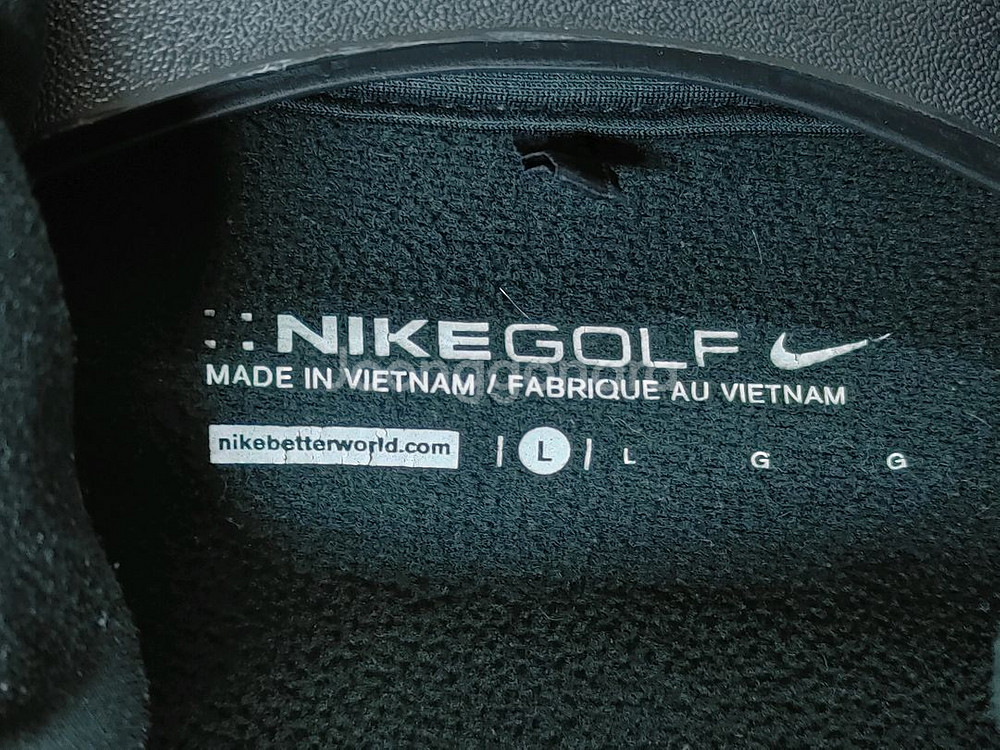 NIKEGOLF
MADE IN VIETNAM / FABRIQUE AU VIETNAM
nikebetterworld.com | L | L G G